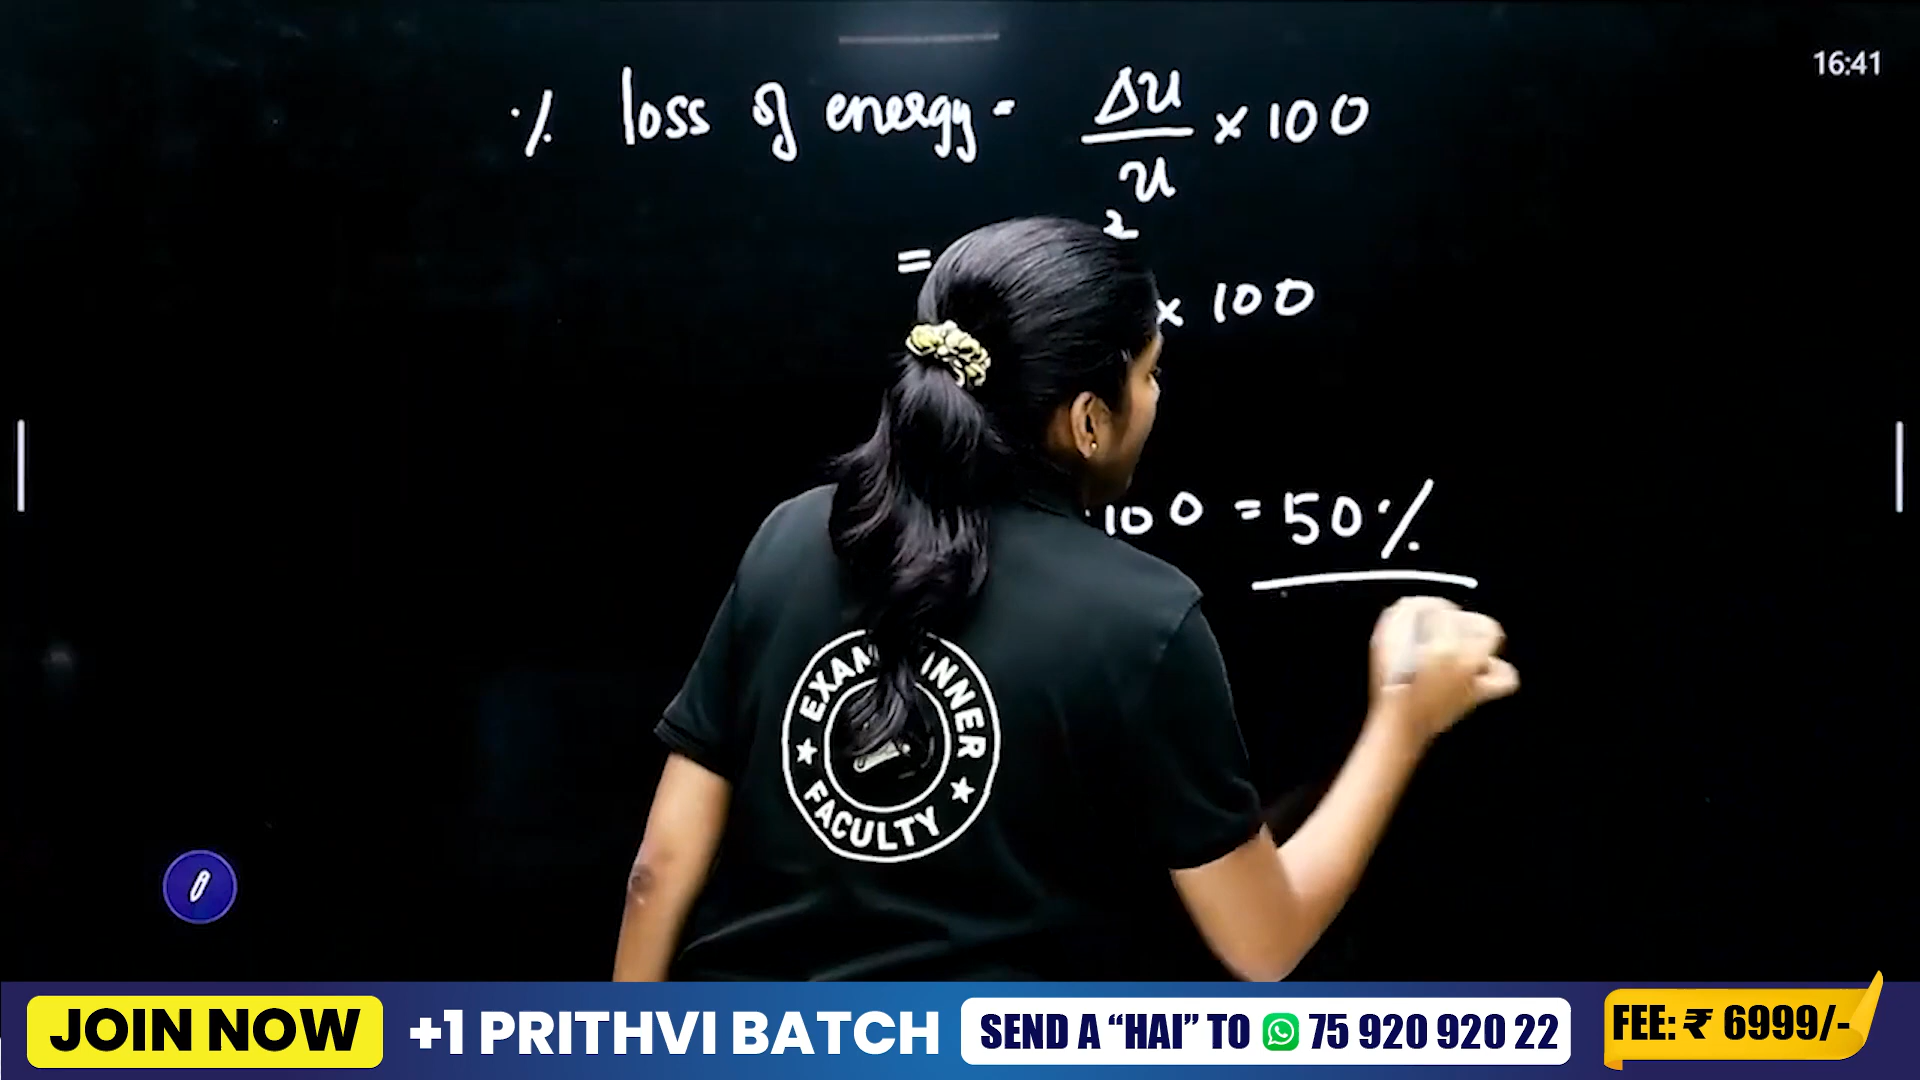 16:41
% loss of energy = ΔU/U × 100
2
= × 100
100 = 50%
EXAM INNER
★ FACULTY ★
JOIN NOW +1 PRITHVI BATCH SEND A “HAI” TO 75 920 920 22 FEE: ₹ 6999/-